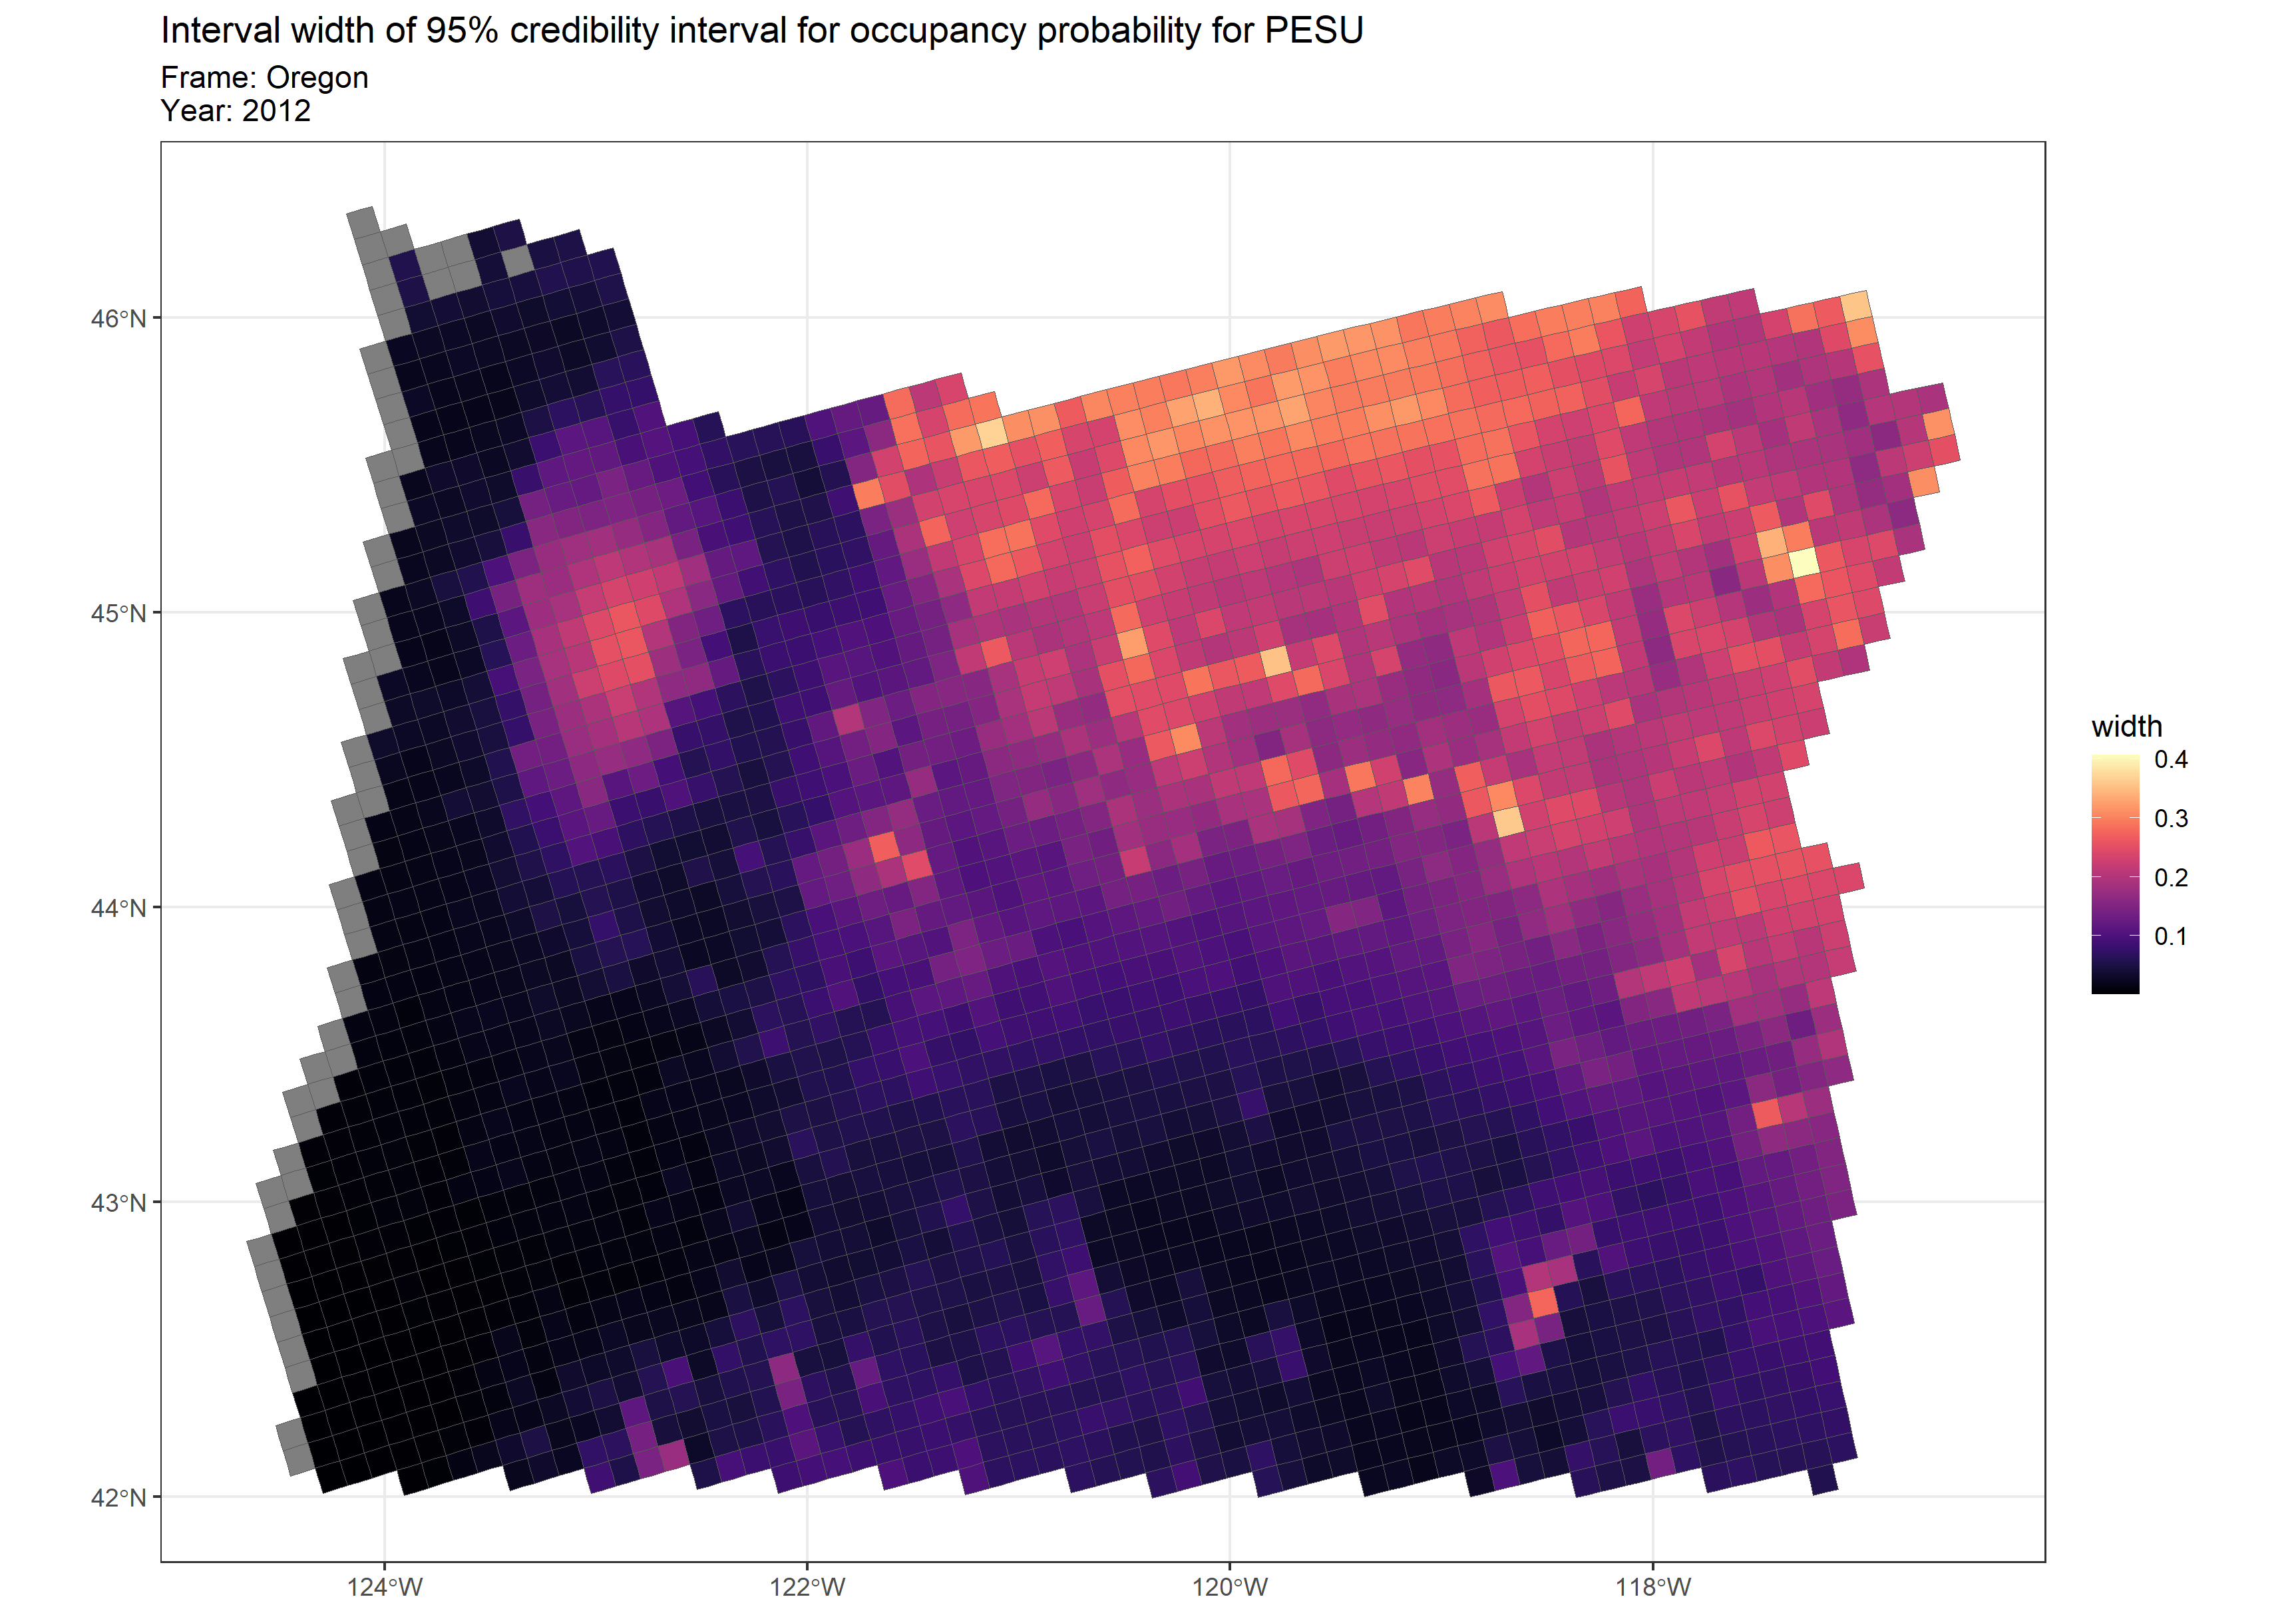 Interval width of 95% credibility interval for occupancy probability for PESU
Frame: Oregon
Year: 2012
46°N
45°N
44°N
43°N
42°N
124°W
122°W
120°W
118°W
width
0.4
0.3
0.2
0.1